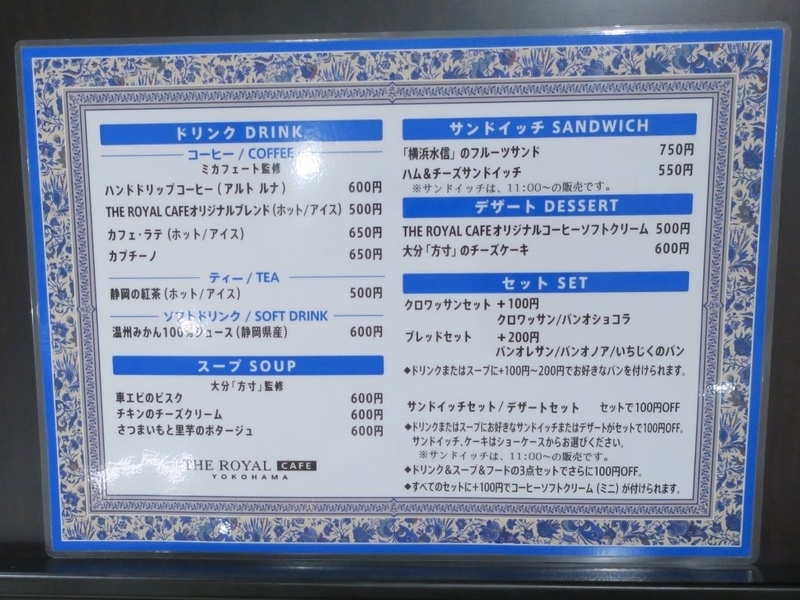 ドリンク DRINK
コーヒー / COFFEE
ミカフェート監修
ハンドドリップコーヒー (アルト ルナ) 600円
THE ROYAL CAFEオリジナルブレンド (ホット/アイス) 500円
カフェ・ラテ (ホット/アイス) 650円
カプチーノ 650円
ティー / TEA
静岡の紅茶 (ホット/アイス) 500円
ソフトドリンク / SOFT DRINK
温州みかん100%ジュース (静岡県産) 600円
スープ SOUP
大分「方寸」監修
車エビのビスク 600円
チキンのチーズクリーム 600円
さつまいもと里芋のポタージュ 600円
THE ROYAL CAFE
YOKOHAMA
サンドイッチ SANDWICH
「横浜水信」のフルーツサンド 750円
ハム&チーズサンドイッチ 550円
※サンドイッチは、11:00〜の販売です。
デザート DESSERT
THE ROYAL CAFEオリジナルコーヒーソフトクリーム 500円
大分「方寸」のチーズケーキ 600円
セット SET
クロワッサンセット +100円
クロワッサン/パンオショコラ
ブレッドセット +200円
パンオレザン/パンオノア/いちじくのパン
◆ドリンクまたはスープに+100円〜200円でお好きなパンを付けられます。
サンドイッチセット / デザートセット セットで100円OFF
◆ドリンクまたはスープにお好きなサンドイッチまたはデザートがセットで100円OFF。
サンドイッチ、ケーキはショーケースからお選びください。
※サンドイッチは、11:00〜の販売です。
◆ドリンク&スープ&フードの3点セットでさらに100円OFF。
◆すべてのセットに+100円でコーヒーソフトクリーム (ミニ) が付けられます。